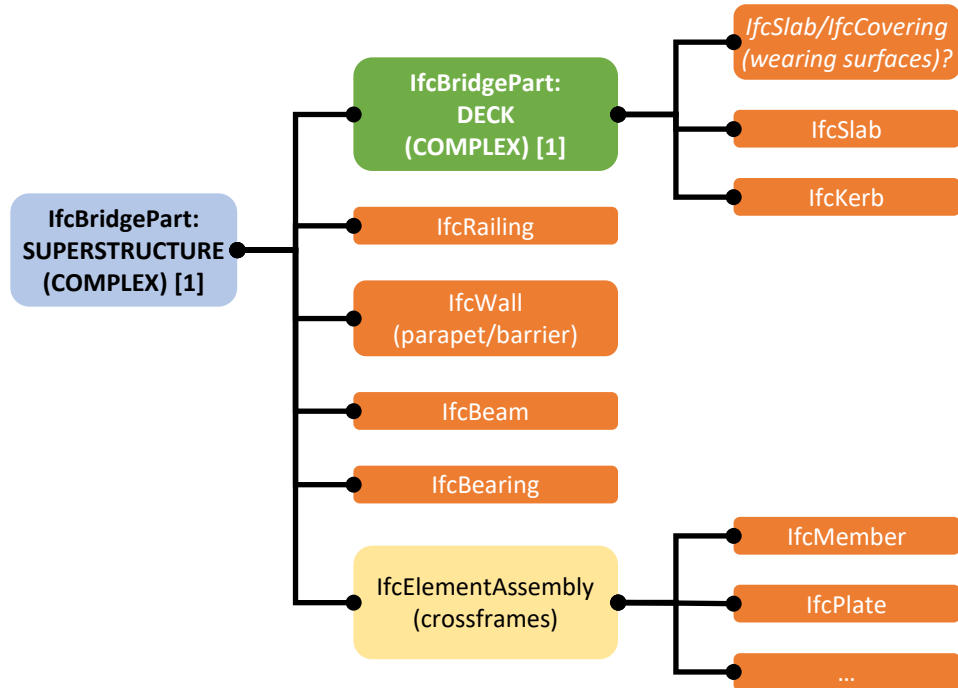 IfcSlab/IfcCovering
(wearing surfaces)?
IfcBridgePart:
DECK
(COMPLEX) [1]
IfcSlab
IfcKerb
IfcBridgePart:
SUPERSTRUCTURE
(COMPLEX) [1]
IfcRailing
IfcWall
(parapet/barrier)
IfcBeam
IfcBearing
IfcElementAssembly
(crossframes)
IfcMember
IfcPlate
...